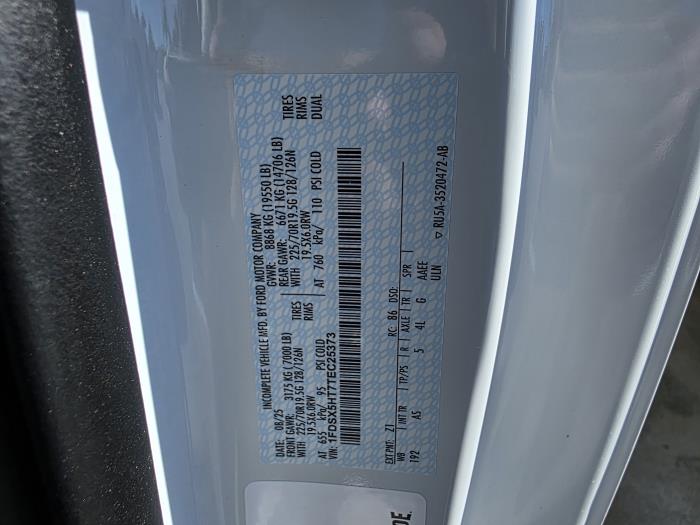 INCOMPLETE VEHICLE MFD. BY FORD MOTOR COMPANY
DATE: 08/25 GVWR: 8868 KG (19550 LB)
FRONT GAWR: 3175 KG (7000 LB) REAR GAWR: 6671 KG (14706 LB)
WITH 225/70R19.5G 128/126N TIRES WITH 225/70R19.5G 128/126N TIRES
19.5X6.0RW RIMS 19.5X6.0RW RIMS
AT 655 kPa/ 95 PSI COLD AT 760 kPa/ 110 PSI COLD DUAL
VIN: 1FD5X5HT7TEC25373
EXT PNT: Z1 RC: 86 DSO:
WB INT TR TP/PS R AXLE TR SPR
192 A5 5 4L G AAEE
ULN
▽ RU5A-3520472-AB
DE